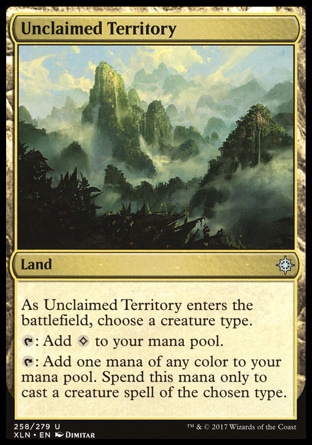 Unclaimed Territory
Land
As Unclaimed Territory enters the
battlefield, choose a creature type.
: Add to your mana pool.
: Add one mana of any color to your
mana pool. Spend this mana only to
cast a creature spell of the chosen type.
258/279 U
XLN • EN DIMITAR
™ & © 2017 Wizards of the Coast